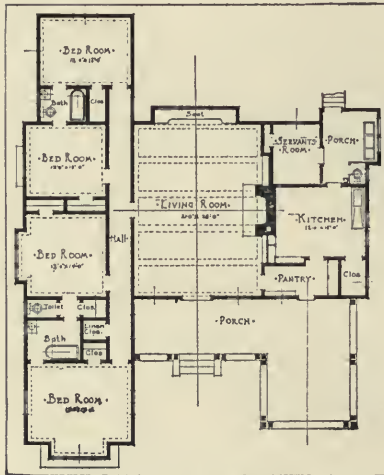 BED ROOM
Bath
Clos
BED ROOM
Seat
SERVANTS
ROOM
PORCH
LIVING ROOM
KITCHEN
Hall
BED ROOM
PANTRY
Clos.
Toilet
Clos.
Linen
Clos.
Bath
Clos
PORCH
BED ROOM